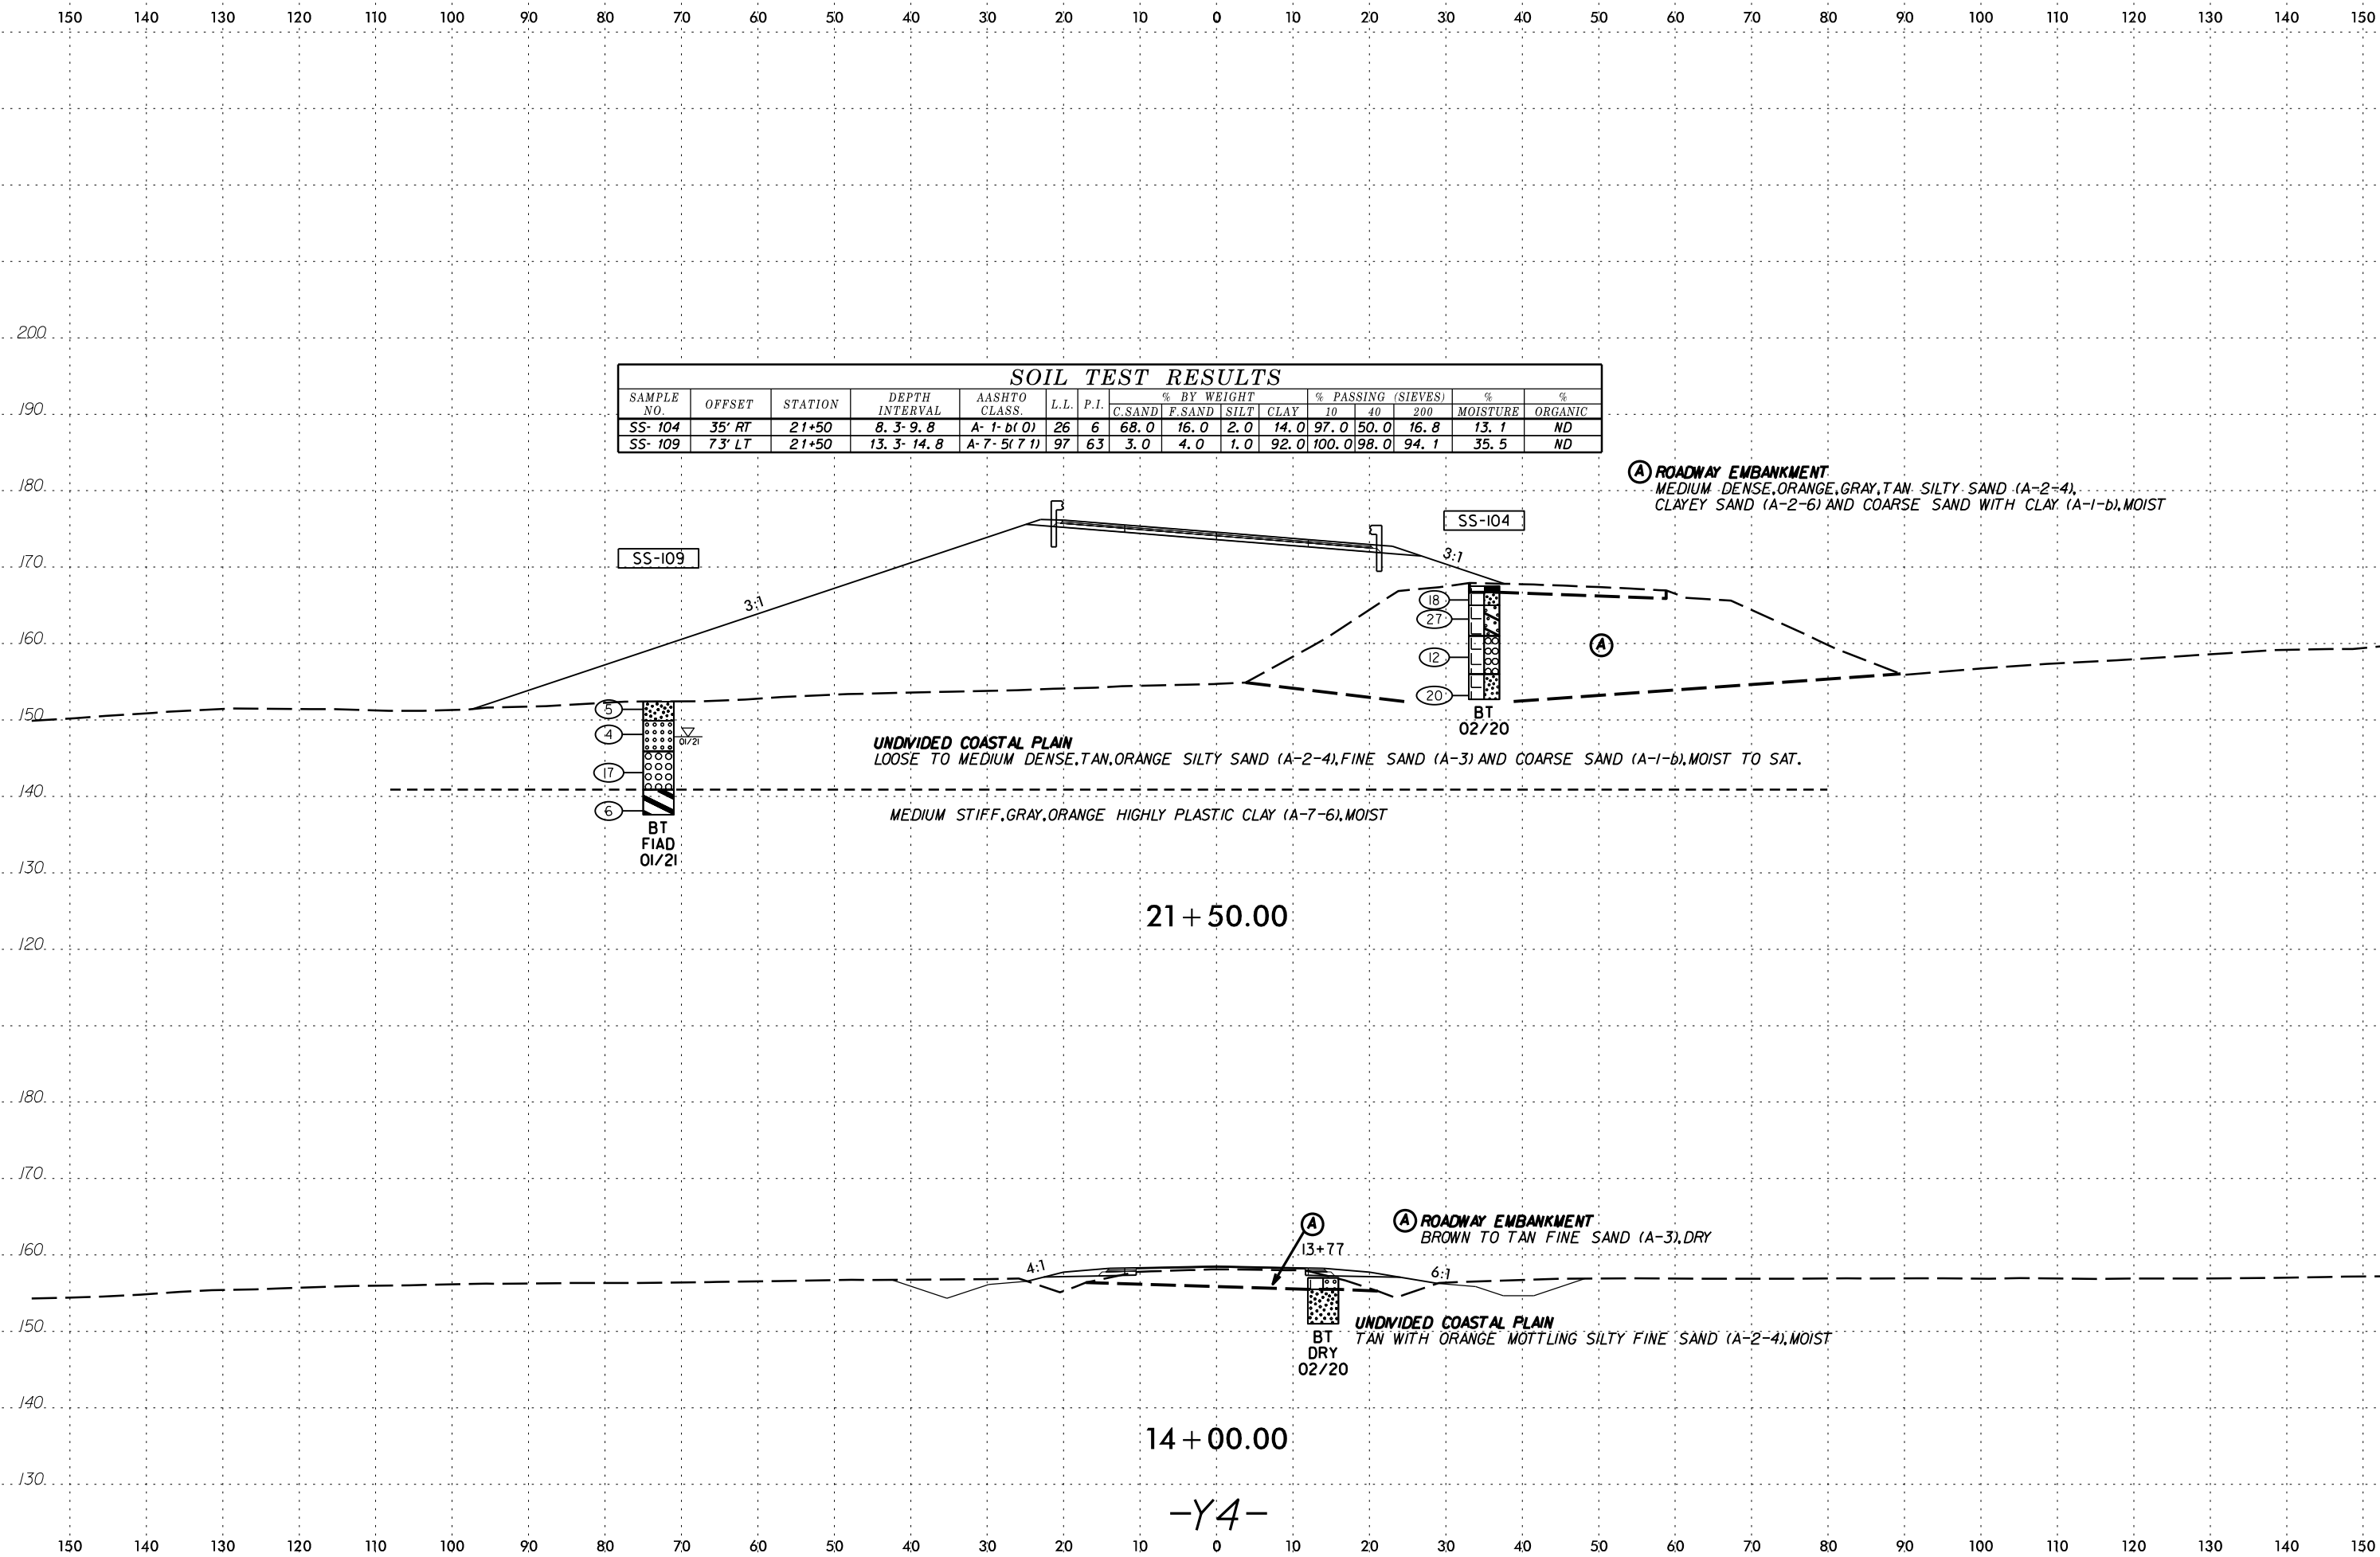 150 140 130 120 110 100 90 80 70 60 50 40 30 20 10 0 10 20 30 40 50 60 70 80 90 100 110 120 130 140 150
200
SOIL TEST RESULTS
SAMPLE NO. OFFSET STATION DEPTH INTERVAL AASHTO CLASS. L.L. P.I. % BY WEIGHT % PASSING (SIEVES) % MOISTURE % ORGANIC
C.SAND F.SAND SILT CLAY 10 40 200
190
SS-104 35' RT 21+50 8.3-9.8 A-1-b(0) 26 6 68.0 16.0 2.0 14.0 97.0 50.0 16.8 13.1 ND
SS-109 73' LT 21+50 13.3-14.8 A-7-5(71) 97 63 3.0 4.0 1.0 92.0 100.0 98.0 94.1 35.5 ND
A ROADWAY EMBANKMENT
180
MEDIUM DENSE,ORANGE,GRAY,TAN SILTY SAND (A-2-4),
CLAYEY SAND (A-2-6) AND COARSE SAND WITH CLAY (A-1-b),MOIST
SS-104
SS-109
3:1
170
18
3:1
27
160
A
12
20
5
150
BT
02/20
4
01/21
UNDIVIDED COASTAL PLAIN
LOOSE TO MEDIUM DENSE,TAN,ORANGE SILTY SAND (A-2-4),FINE SAND (A-3) AND COARSE SAND (A-1-b),MOIST TO SAT.
17
140
6
MEDIUM STIFF,GRAY,ORANGE HIGHLY PLASTIC CLAY (A-7-6),MOIST
BT
FIAD
01/21
130
21+50.00
120
180
170
A
A ROADWAY EMBANKMENT
BROWN TO TAN FINE SAND (A-3),DRY
160
13+77
4:1
6:1
UNDIVIDED COASTAL PLAIN
150
TAN WITH ORANGE MOTTLING SILTY FINE SAND (A-2-4),MOIST
BT
DRY
02/20
140
14+00.00
130
-Y4-
150 140 130 120 110 100 90 80 70 60 50 40 30 20 10 0 10 20 30 40 50 60 70 80 90 100 110 120 130 140 150